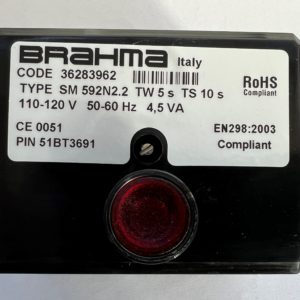 BRAHMA Italy
CODE 36283962
RoHS
Compliant
TYPE SM 592N2.2 TW 5 s TS 10 s
110-120 V 50-60 Hz 4,5 VA
CE 0051
EN298:2003
PIN 51BT3691
Compliant